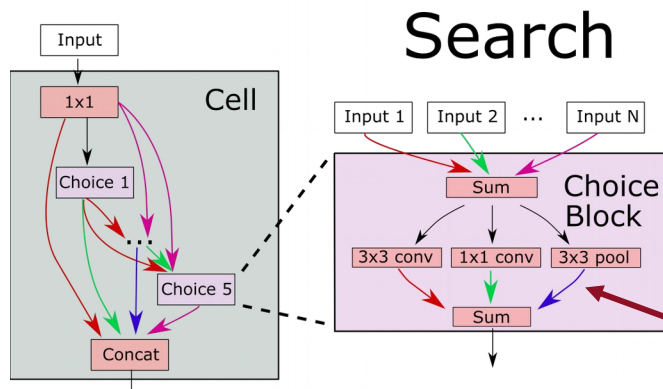 Search
Input
1x1
Cell
Choice 1
...
Choice 5
Concat
Input 1
Input 2
...
Input N
Sum
Choice
Block
3x3 conv
1x1 conv
3x3 pool
Sum